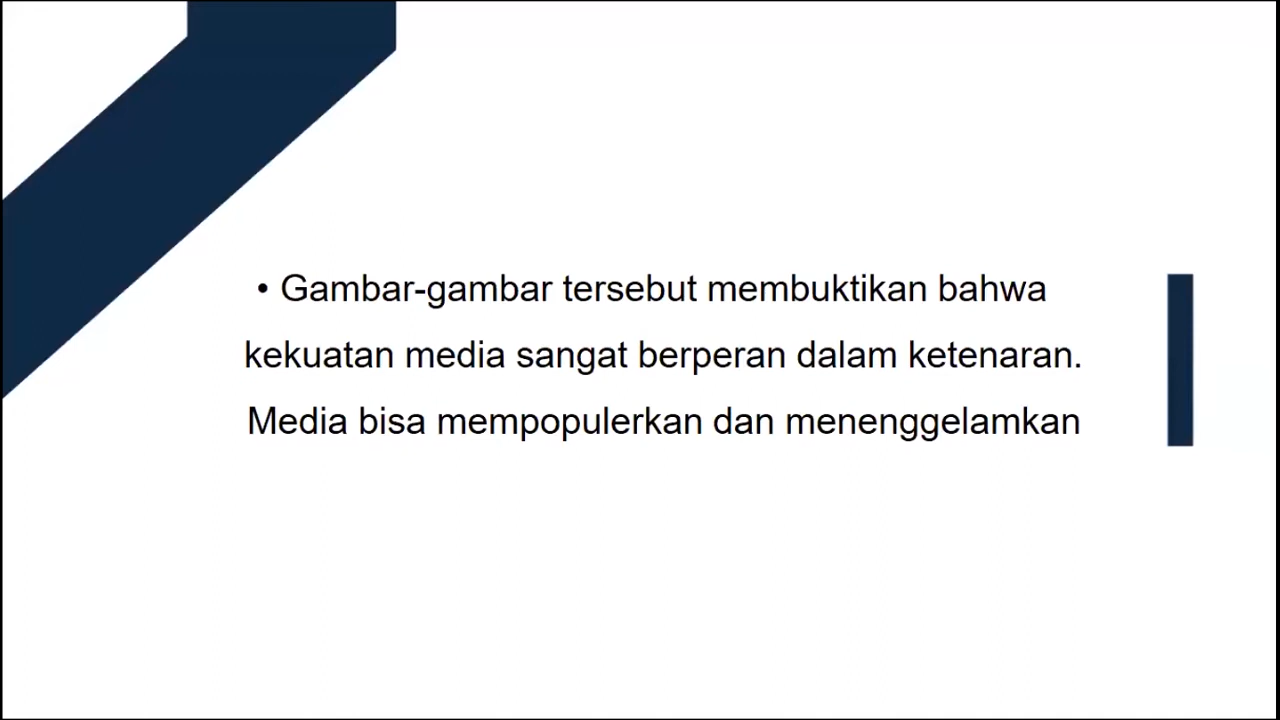 • Gambar-gambar tersebut membuktikan bahwa
kekuatan media sangat berperan dalam ketenaran.
Media bisa mempopulerkan dan menenggelamkan